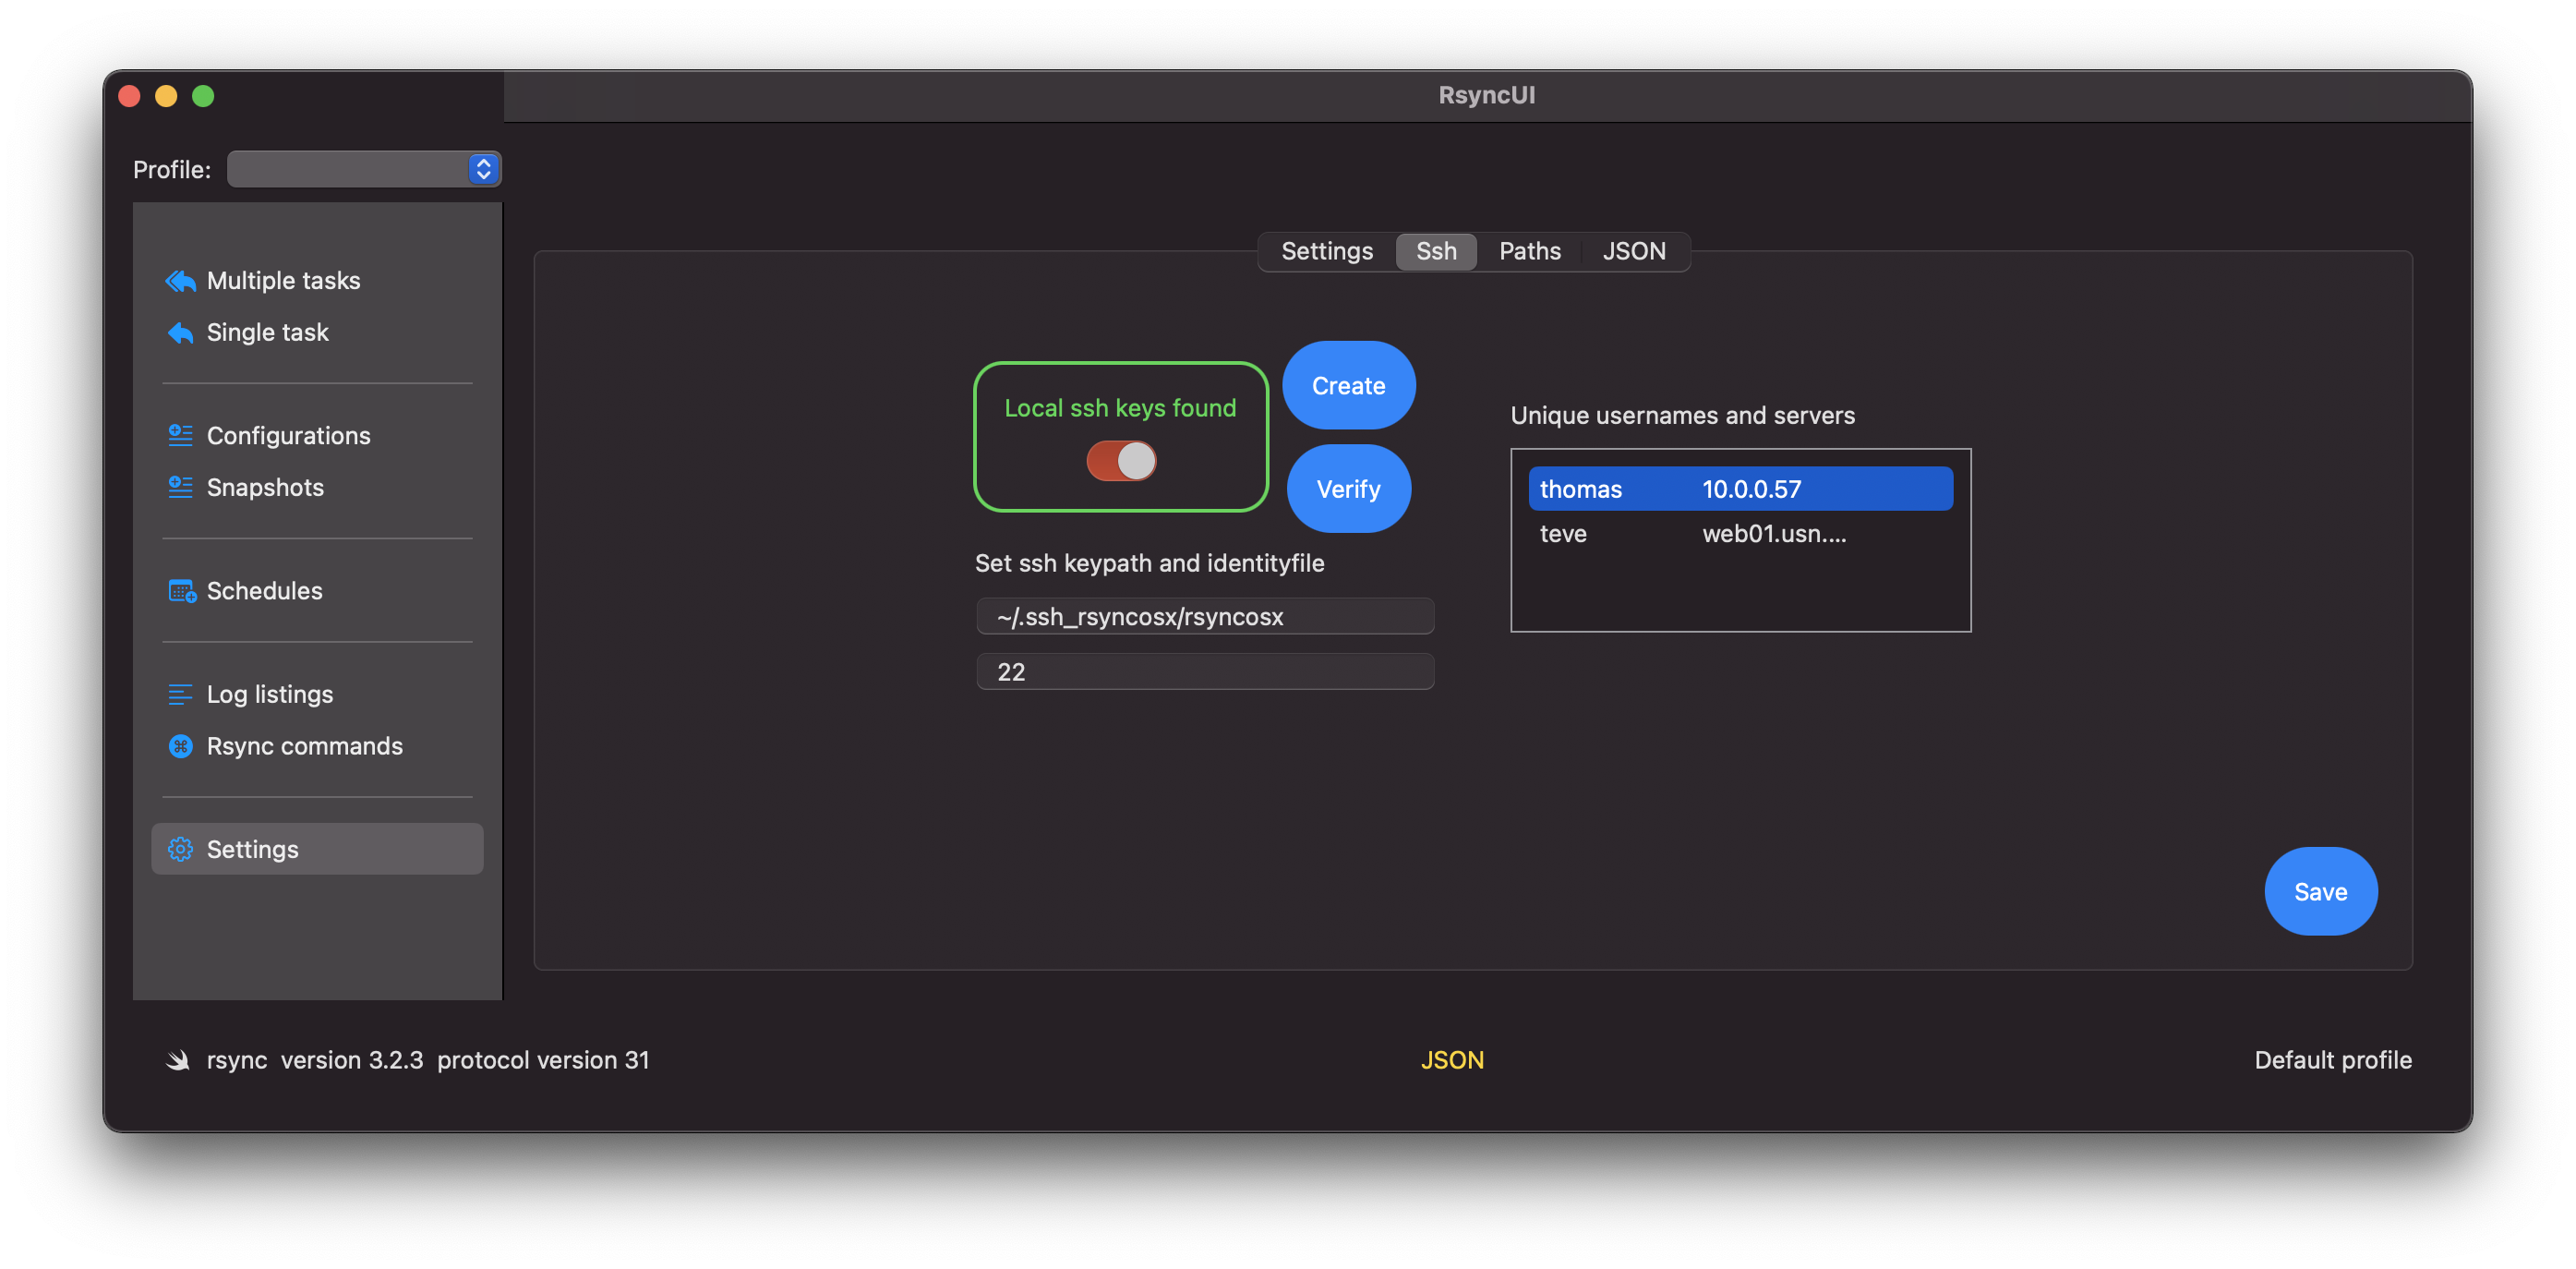 RsyncUI
Profile:
Multiple tasks
Single task
Configurations
Snapshots
Schedules
Log listings
Rsync commands
Settings
Settings Ssh Paths JSON
Local ssh keys found
Create
Verify
Set ssh keypath and identityfile
~/.ssh_rsyncosx/rsyncosx
22
Unique usernames and servers
thomas 10.0.0.57
teve web01.usn....
Save
rsync version 3.2.3 protocol version 31
JSON
Default profile